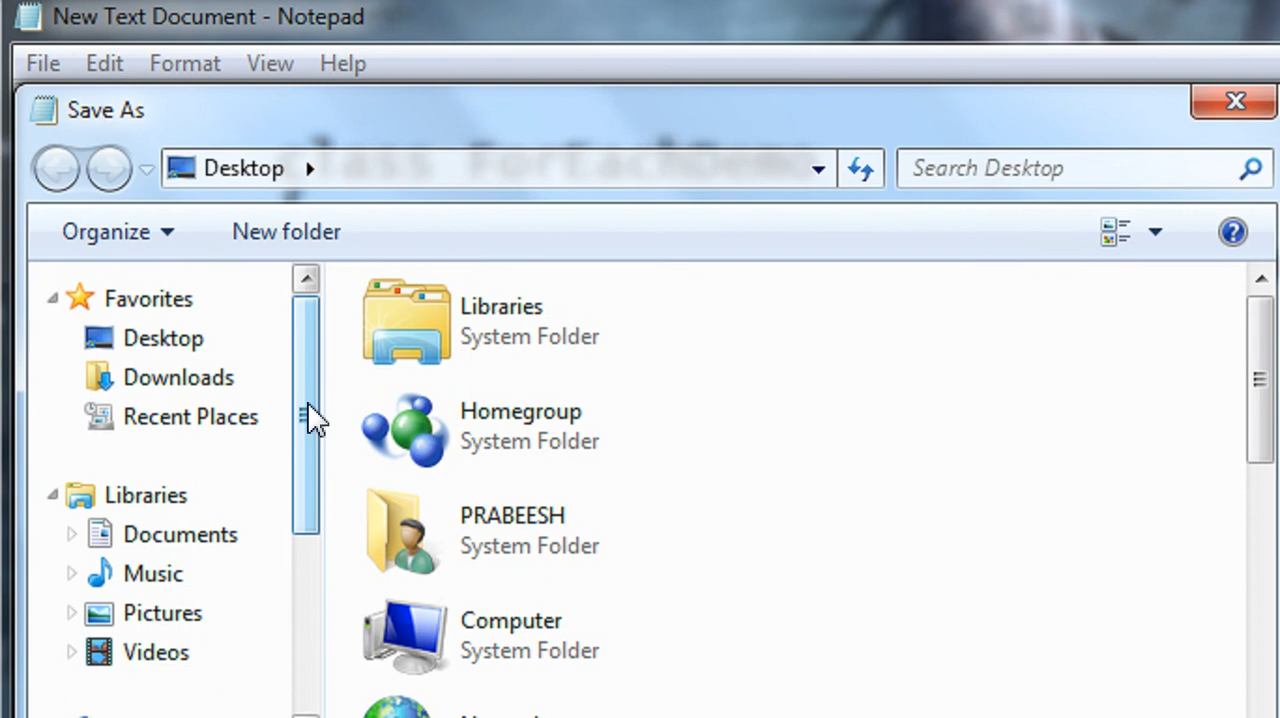 New Text Document - Notepad
File Edit Format View Help
Save As
class ForEachDemo
Desktop
Search Desktop
Organize
New folder
Favorites
Desktop
Downloads
Recent Places
Libraries
Documents
Music
Pictures
Videos
Libraries
System Folder
Homegroup
System Folder
PRABEESH
System Folder
Computer
System Folder